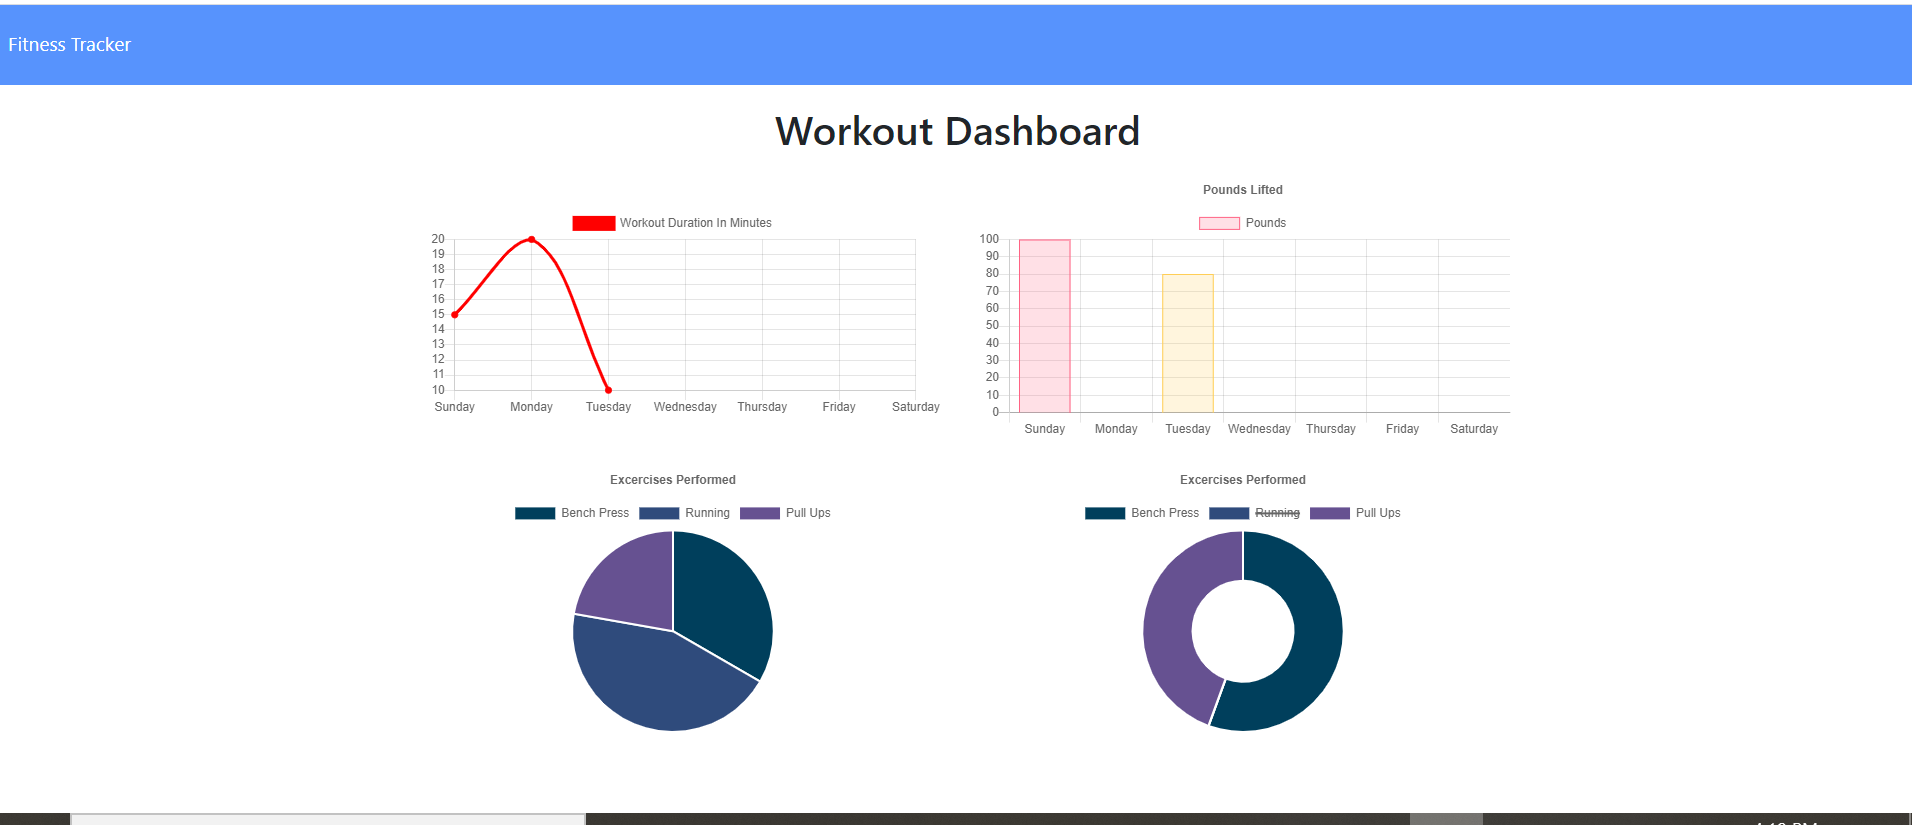 Fitness Tracker
Workout Dashboard
Workout Duration In Minutes
20
19
18
17
16
15
14
13
12
11
10
Sunday Monday Tuesday Wednesday Thursday Friday Saturday
Pounds Lifted
Pounds
100
90
80
70
60
50
40
30
20
10
0
Sunday Monday Tuesday Wednesday Thursday Friday Saturday
Excercises Performed
Bench Press Running Pull Ups
Excercises Performed
Bench Press Running Pull Ups